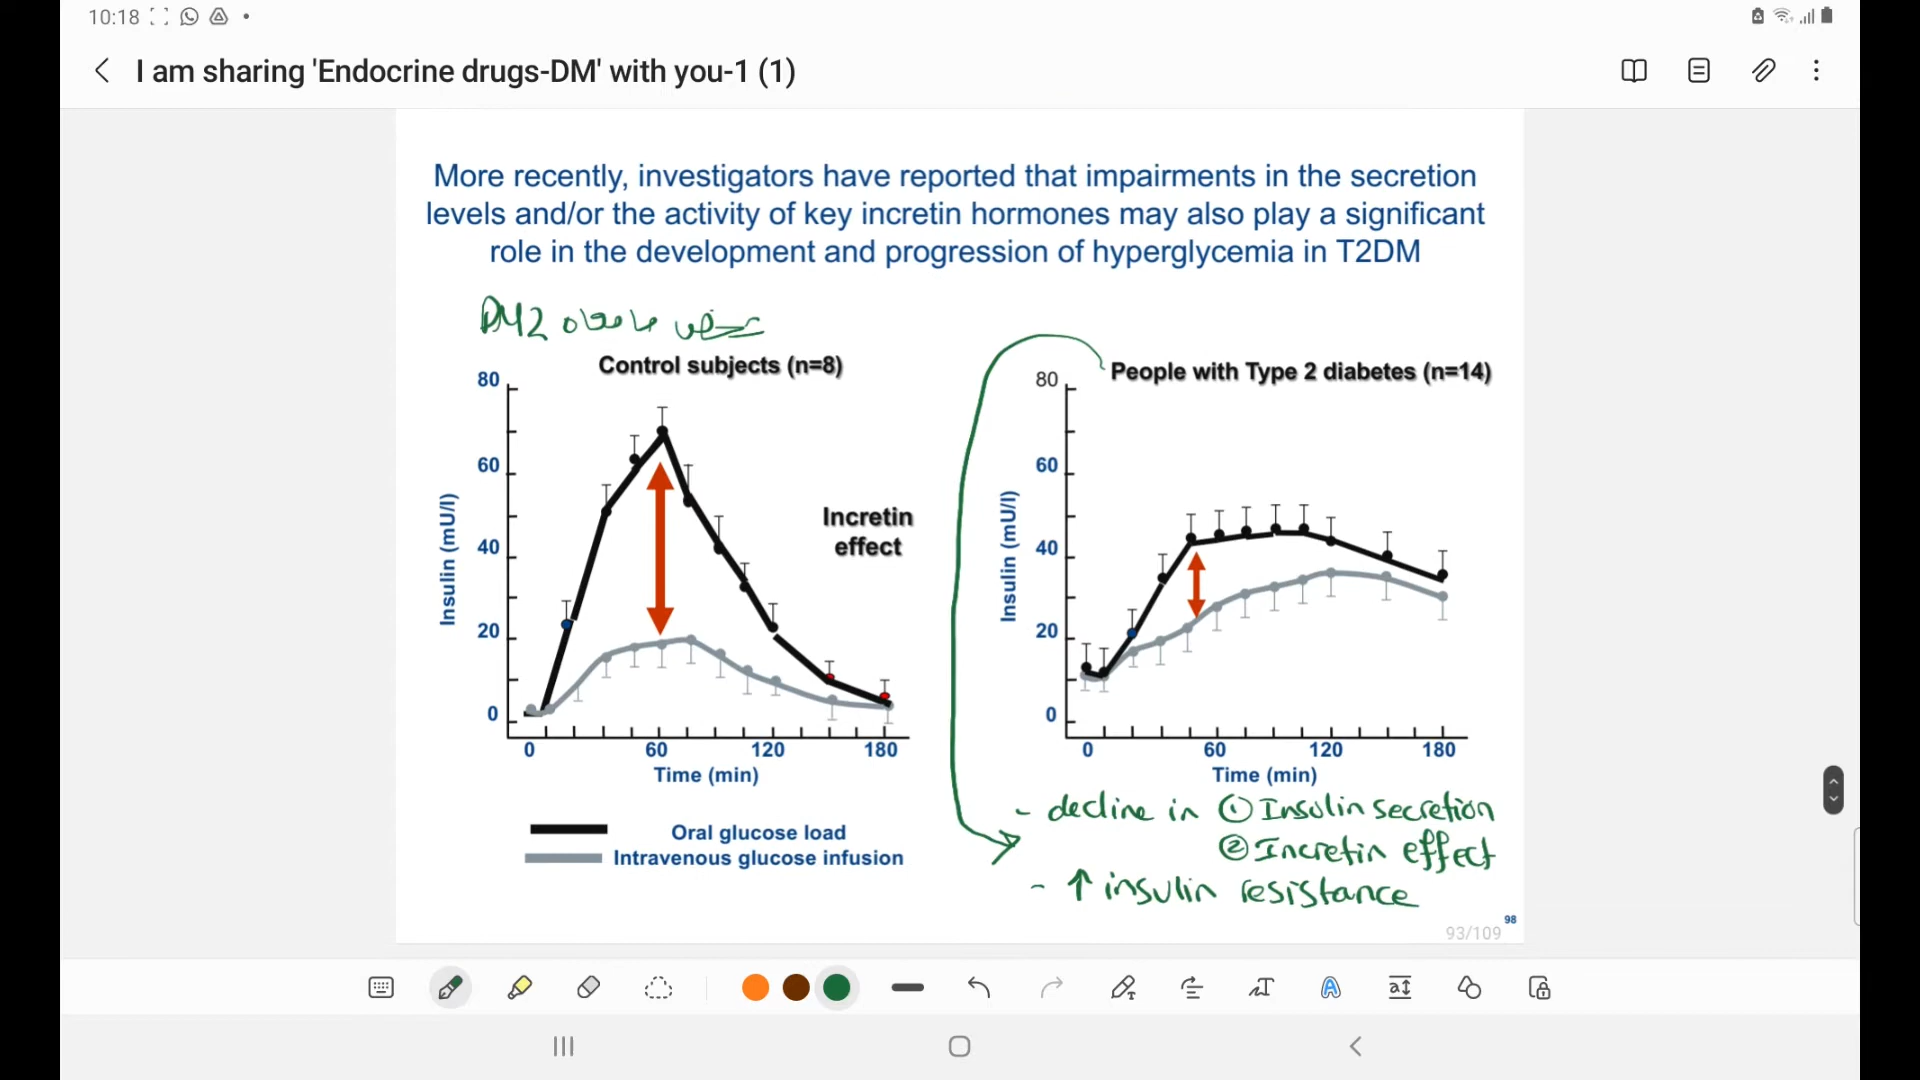 10:18
I am sharing 'Endocrine drugs-DM' with you-1 (1)
More recently, investigators have reported that impairments in the secretion
levels and/or the activity of key incretin hormones may also play a significant
role in the development and progression of hyperglycemia in T2DM
DM2
Control subjects (n=8)
80
60
40
20
0
Insulin (mU/l)
Incretin
effect
0 60 120 180
Time (min)
Oral glucose load
Intravenous glucose infusion
People with Type 2 diabetes (n=14)
80
60
40
20
0
Insulin (mU/l)
0 60 120 180
Time (min)
- decline in ① Insulin secretion
② Incretin effect
- ↑ insulin resistance
98
93/109